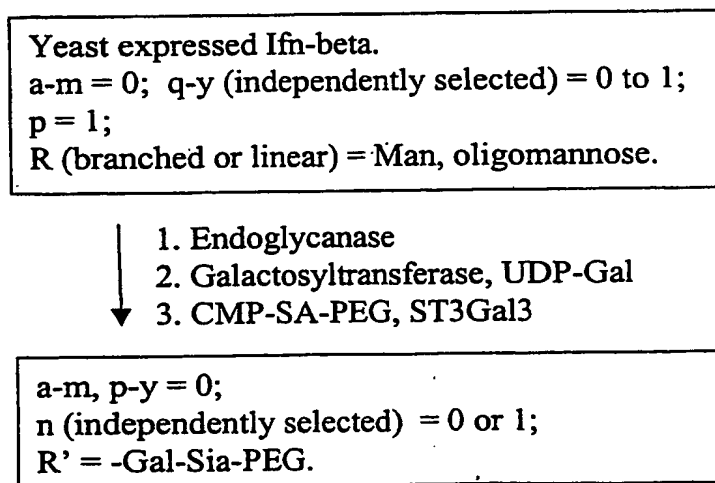 Yeast expressed Ifn-beta.
a-m = 0; q-y (independently selected) = 0 to 1;
p = 1;
R (branched or linear) = Man, oligomannose.
1. Endoglycanase
2. Galactosyltransferase, UDP-Gal
3. CMP-SA-PEG, ST3Gal3
a-m, p-y = 0;
n (independently selected) = 0 or 1;
R’ = -Gal-Sia-PEG.